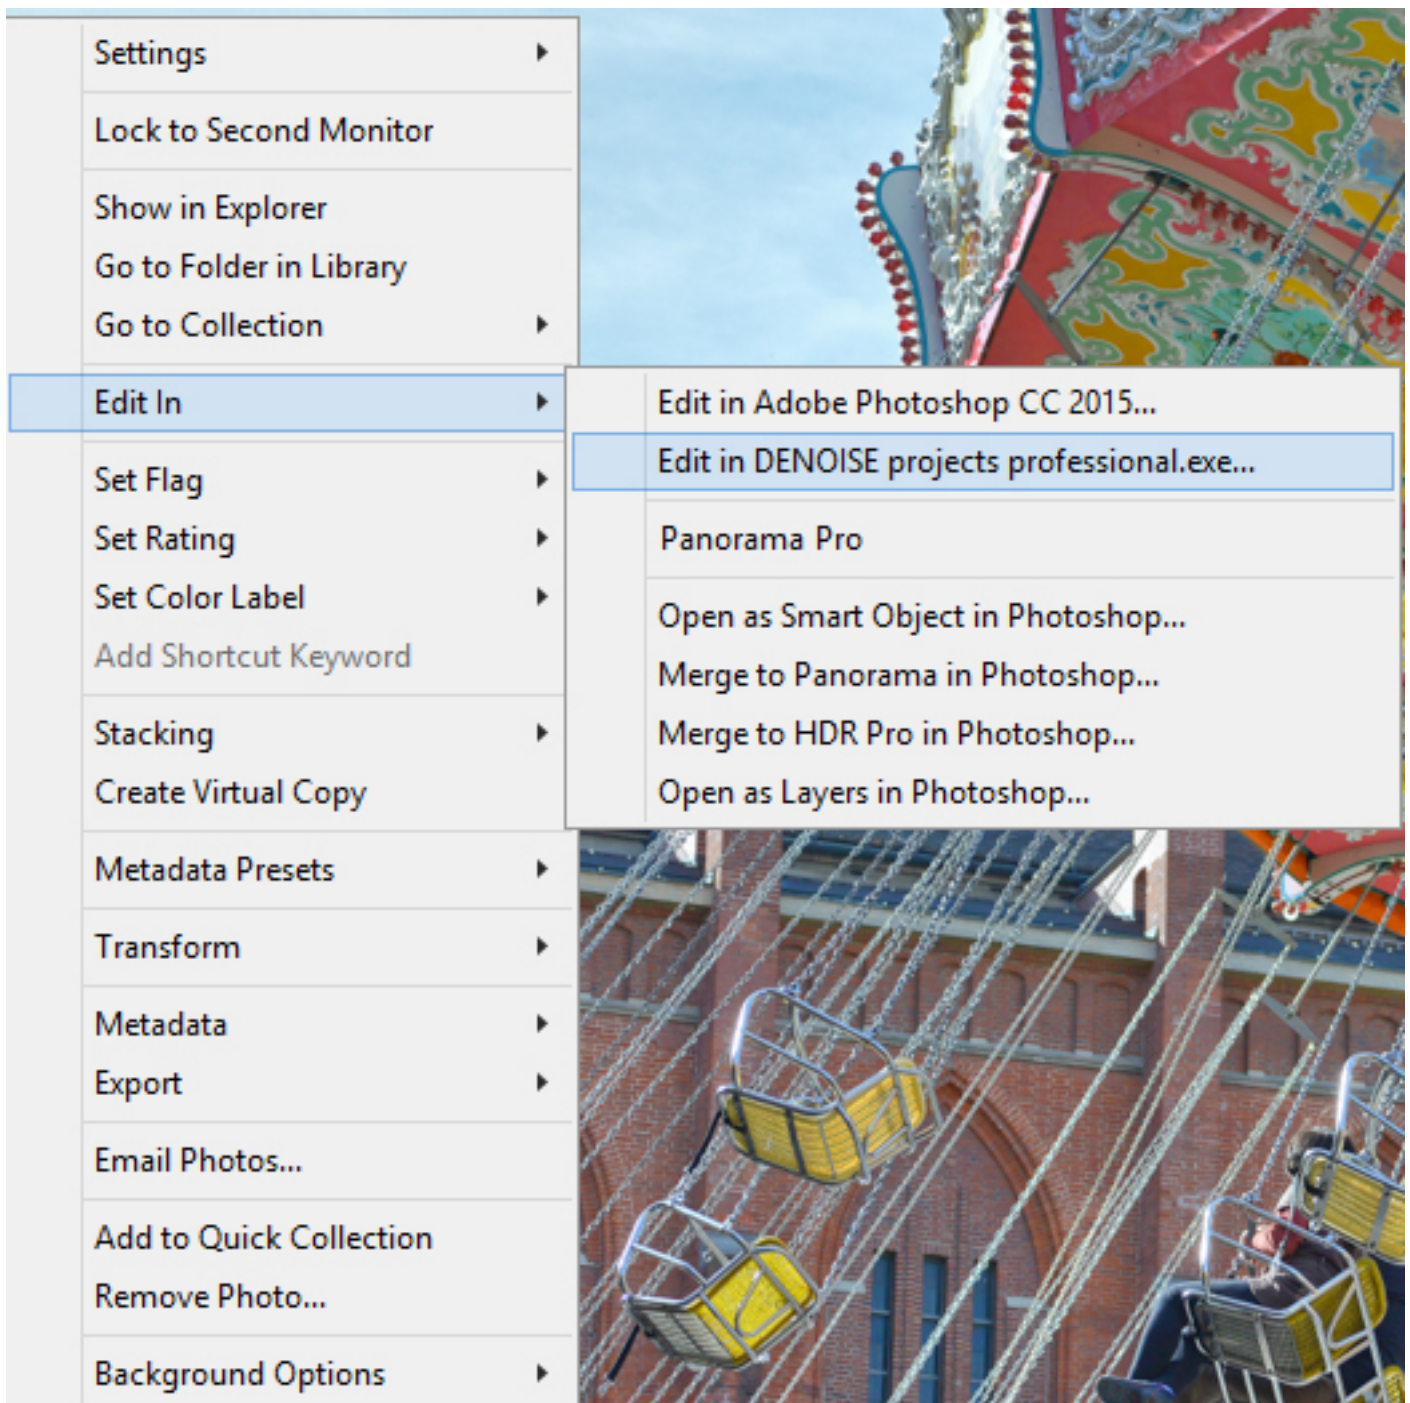 Settings
Lock to Second Monitor
Show in Explorer
Go to Folder in Library
Go to Collection
Edit In
Set Flag
Set Rating
Set Color Label
Add Shortcut Keyword
Stacking
Create Virtual Copy
Metadata Presets
Transform
Metadata
Export
Email Photos...
Add to Quick Collection
Remove Photo...
Background Options
Edit in Adobe Photoshop CC 2015...
Edit in DENOISE projects professional.exe...
Panorama Pro
Open as Smart Object in Photoshop...
Merge to Panorama in Photoshop...
Merge to HDR Pro in Photoshop...
Open as Layers in Photoshop...